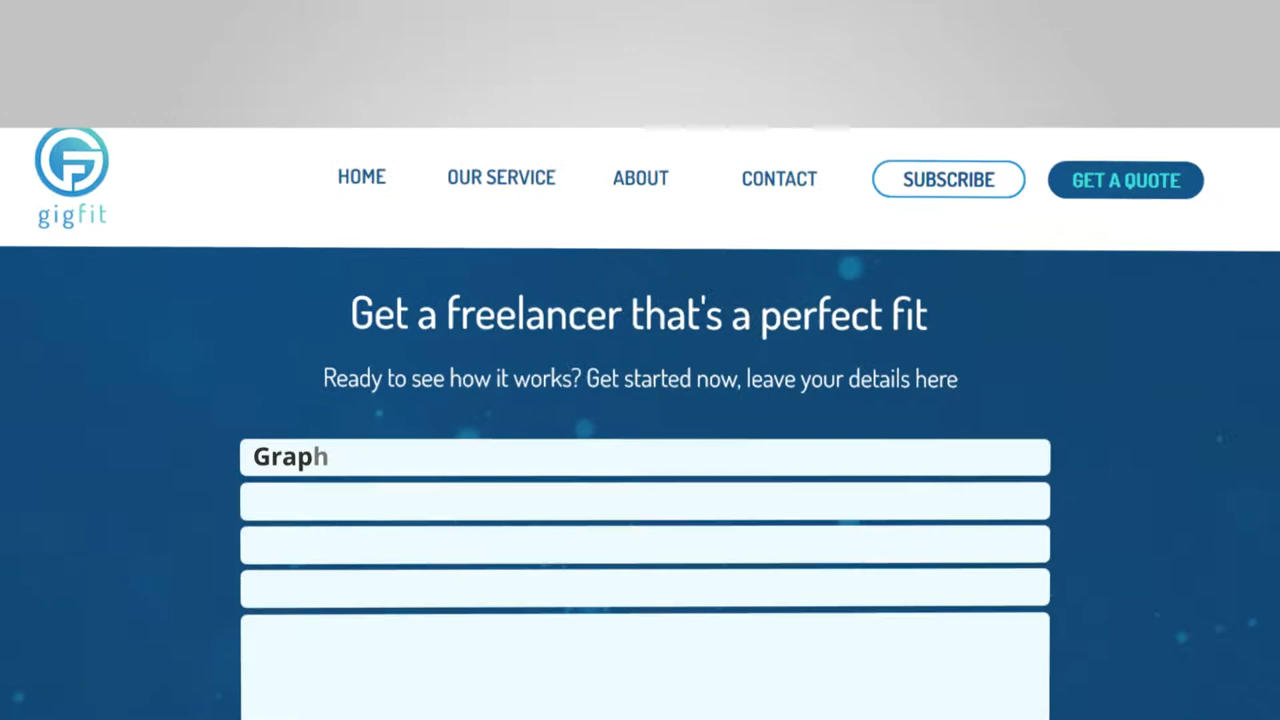 HOME OUR SERVICE ABOUT CONTACT SUBSCRIBE GET A QUOTE
gigfit
Get a freelancer that's a perfect fit
Ready to see how it works? Get started now, leave your details here
Graph